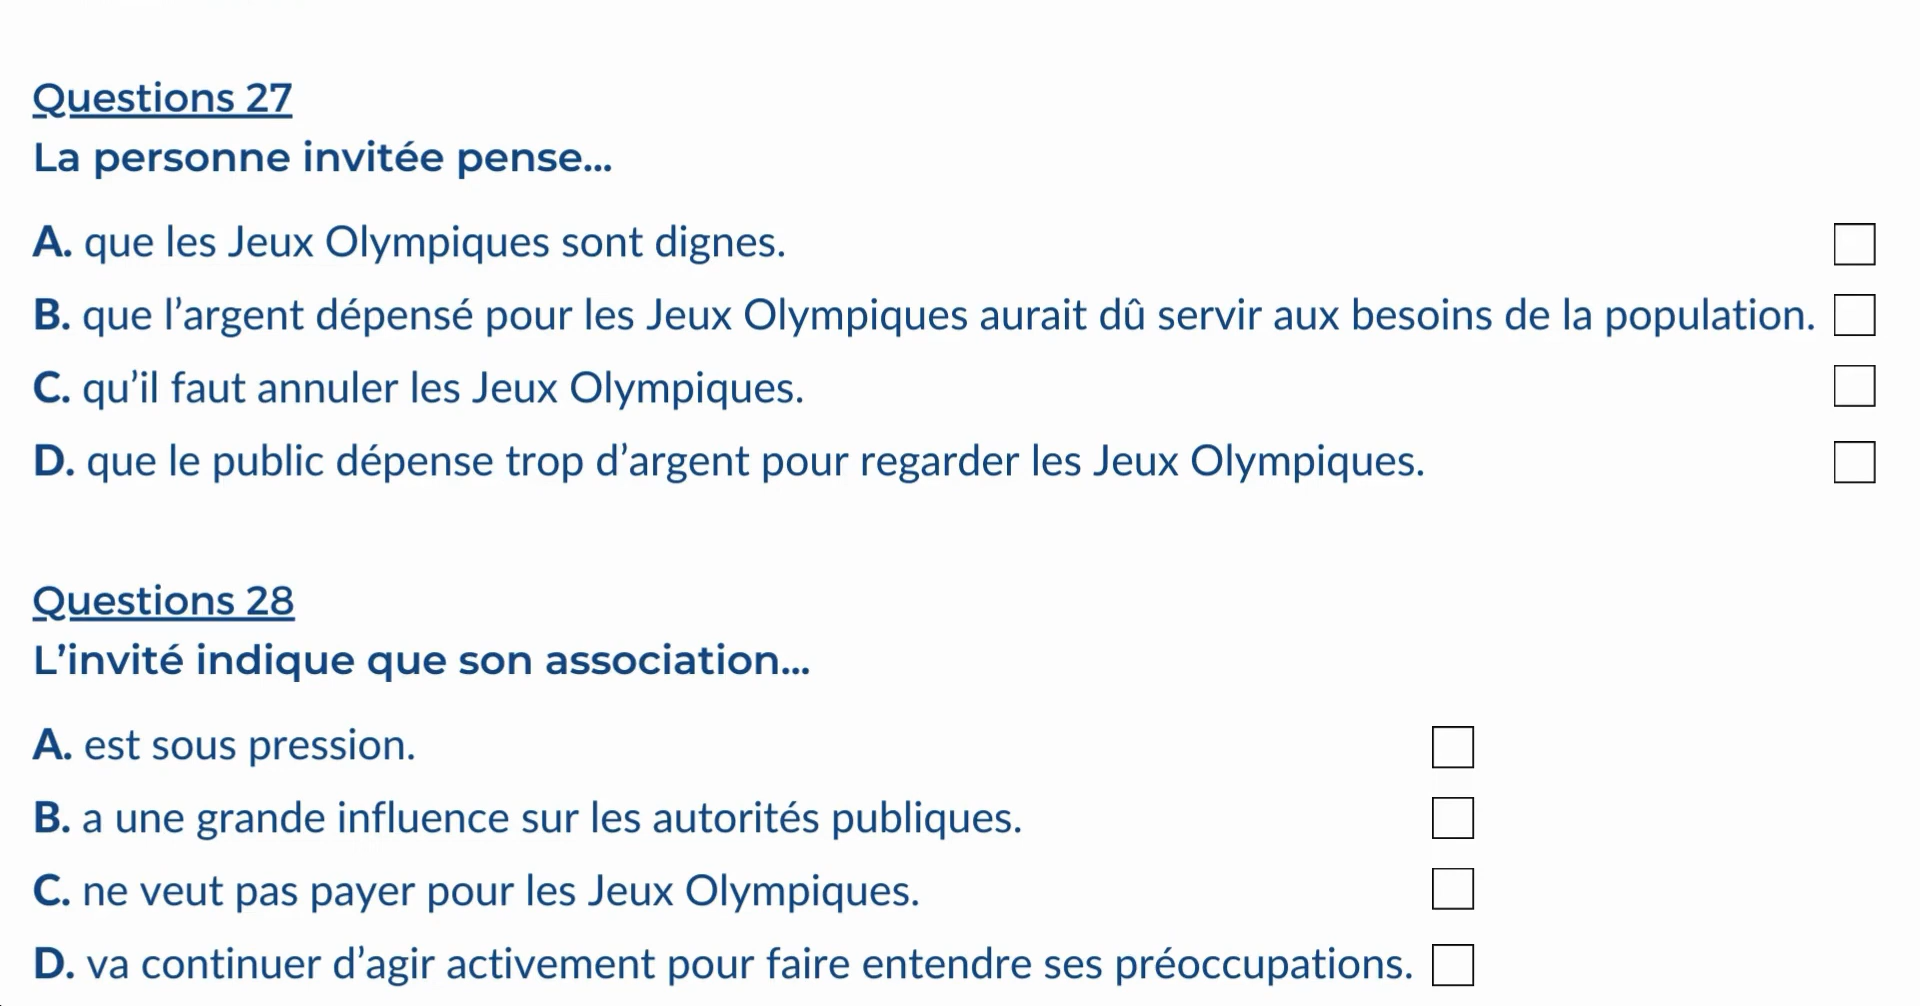 Questions 27
La personne invitée pense...
A. que les Jeux Olympiques sont dignes.
B. que l’argent dépensé pour les Jeux Olympiques aurait dû servir aux besoins de la population.
C. qu’il faut annuler les Jeux Olympiques.
D. que le public dépense trop d’argent pour regarder les Jeux Olympiques.
Questions 28
L’invité indique que son association...
A. est sous pression.
B. a une grande influence sur les autorités publiques.
C. ne veut pas payer pour les Jeux Olympiques.
D. va continuer d’agir activement pour faire entendre ses préoccupations.